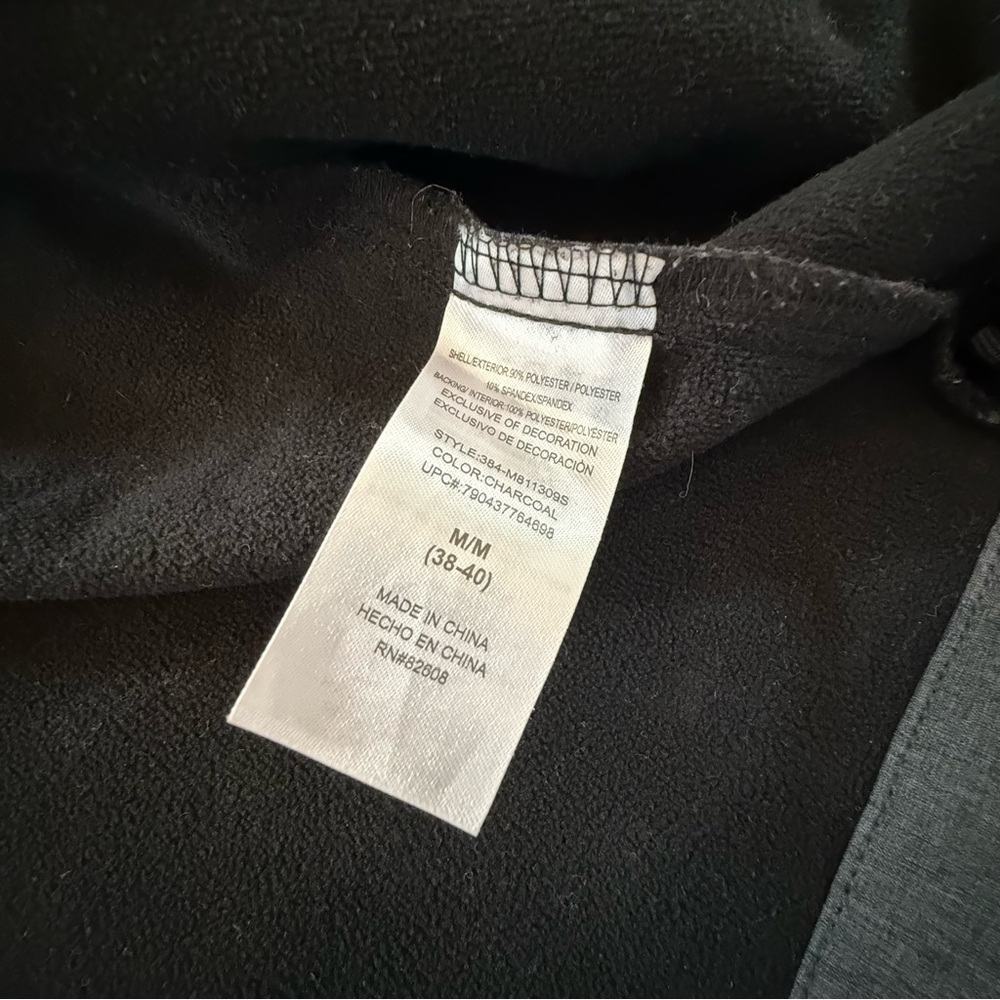 SHELL/EXTERIOR:90% POLYESTER / POLYESTER
10% SPANDEX/SPANDEX
BACKING/ INTERIOR:100% POLYESTER/POLYÉSTER
EXCLUSIVE OF DECORATION
EXCLUSIVO DE DECORACIÓN
STYLE:384-M811309S
COLOR:CHARCOAL
UPC#:790437764698
M/M
(38-40)
MADE IN CHINA
HECHO EN CHINA
RN#82608